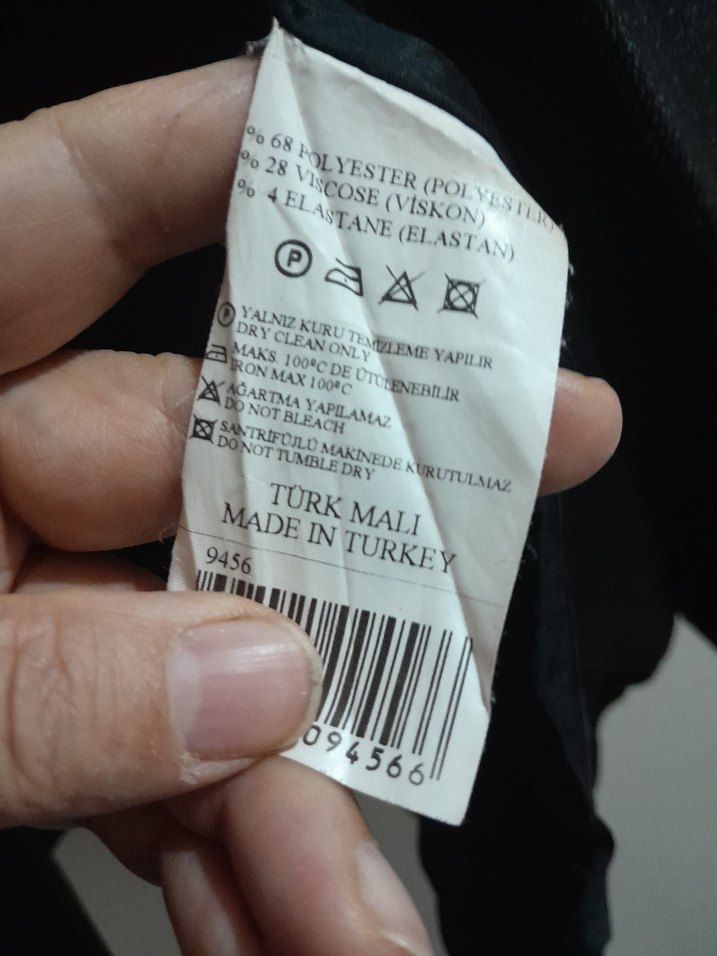 % 68 POLYESTER (POLYESTER)
% 28 VISCOSE (VİSKON)
% 4 ELASTANE (ELASTAN)
P
P YALNIZ KURU TEMİZLEME YAPILIR
DRY CLEAN ONLY
MAKS. 100°C DE ÜTÜLENEBİLİR
IRON MAX 100°C
AĞARTMA YAPILAMAZ
DO NOT BLEACH
SANTRİFÜJLÜ MAKİNEDE KURUTULMAZ
DO NOT TUMBLE DRY
TÜRK MALI
MADE IN TURKEY
9456
094566